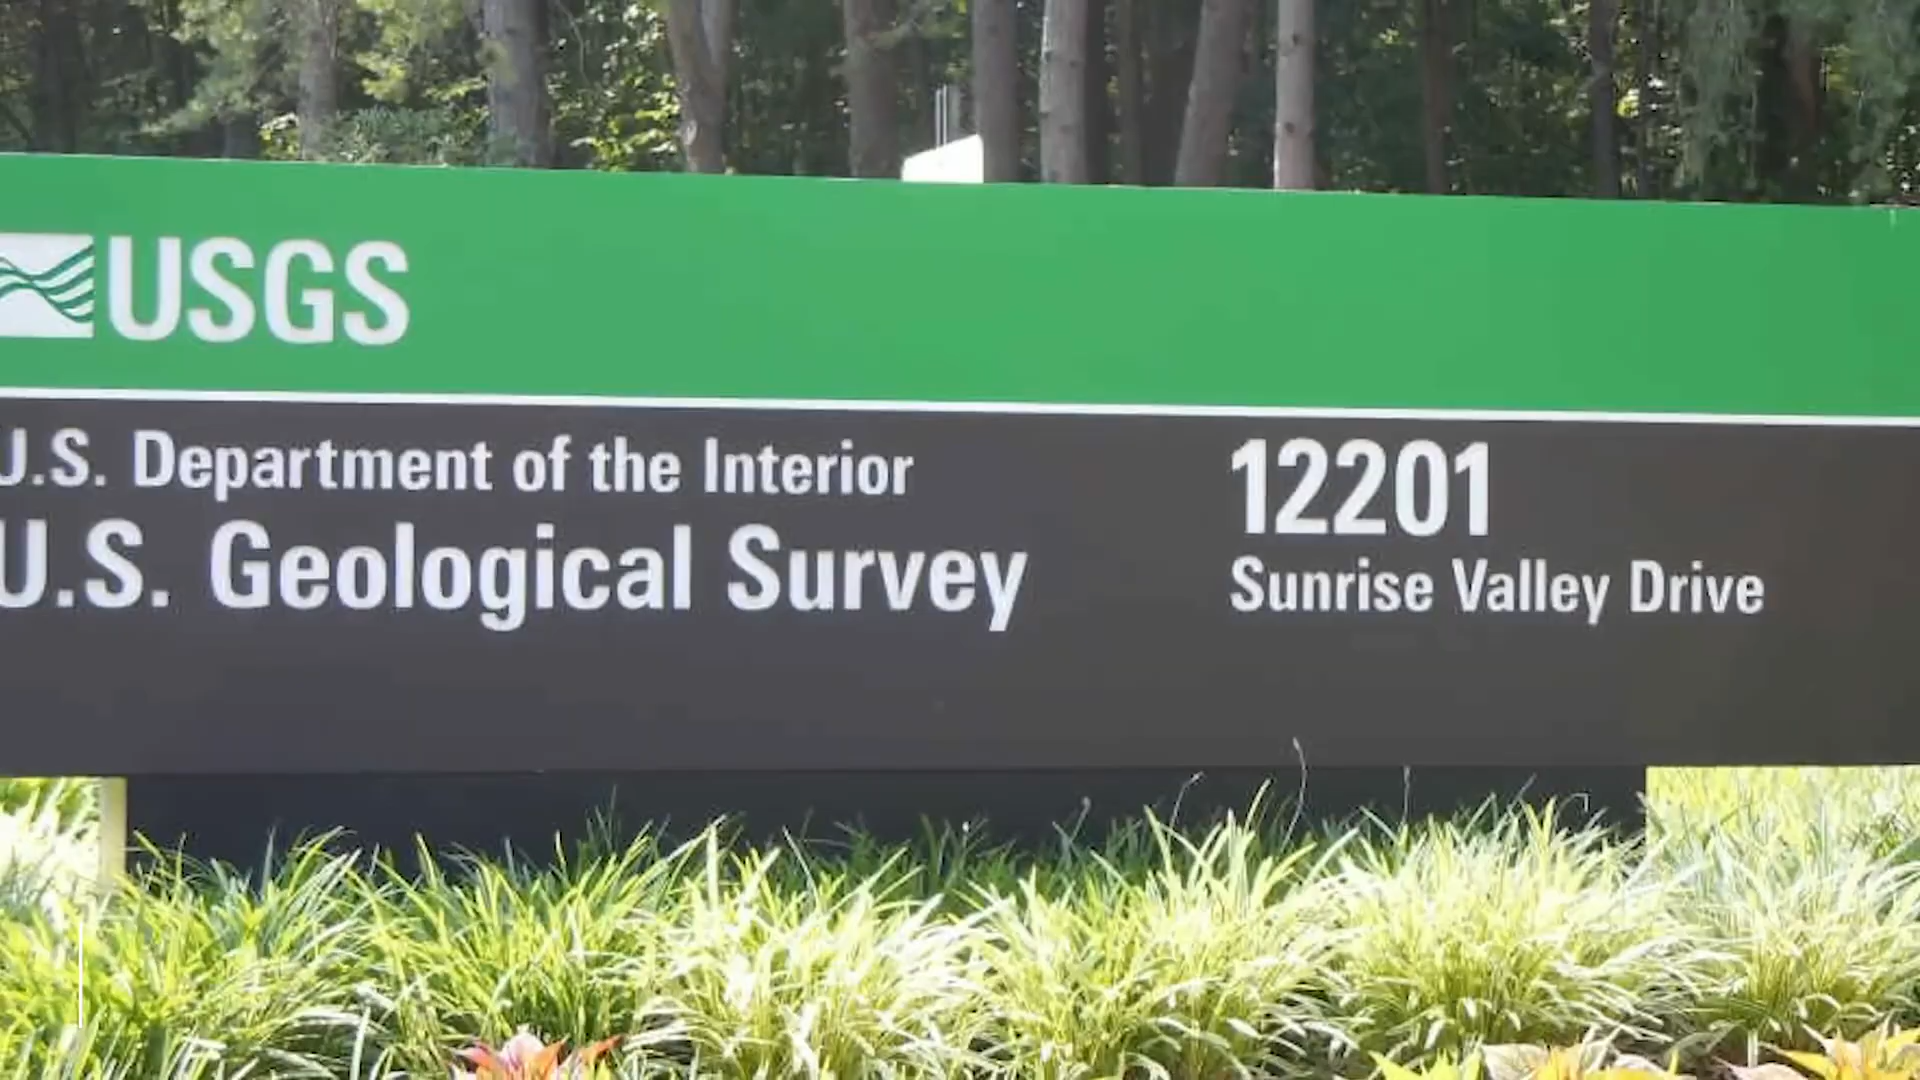 USGS
U.S. Department of the Interior
U.S. Geological Survey
12201
Sunrise Valley Drive